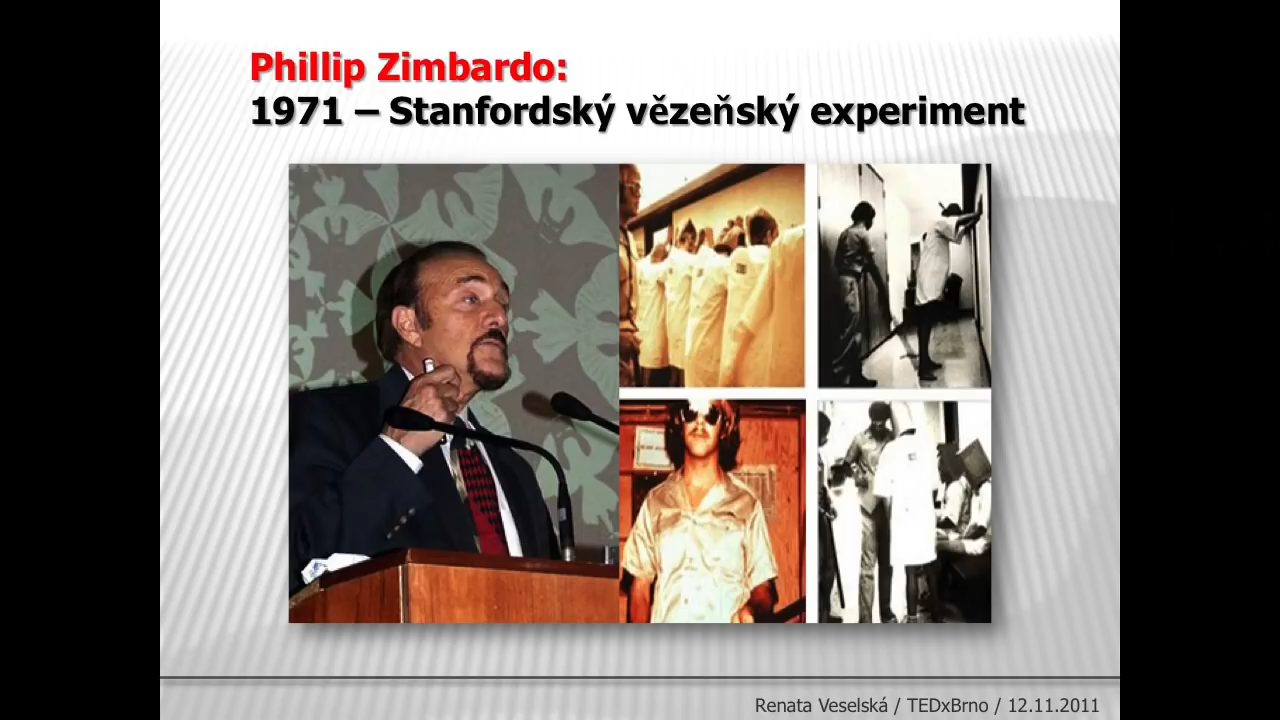 Phillip Zimbardo:
1971 – Stanfordský vězeňský experiment
Renata Veselská / TEDxBrno / 12.11.2011